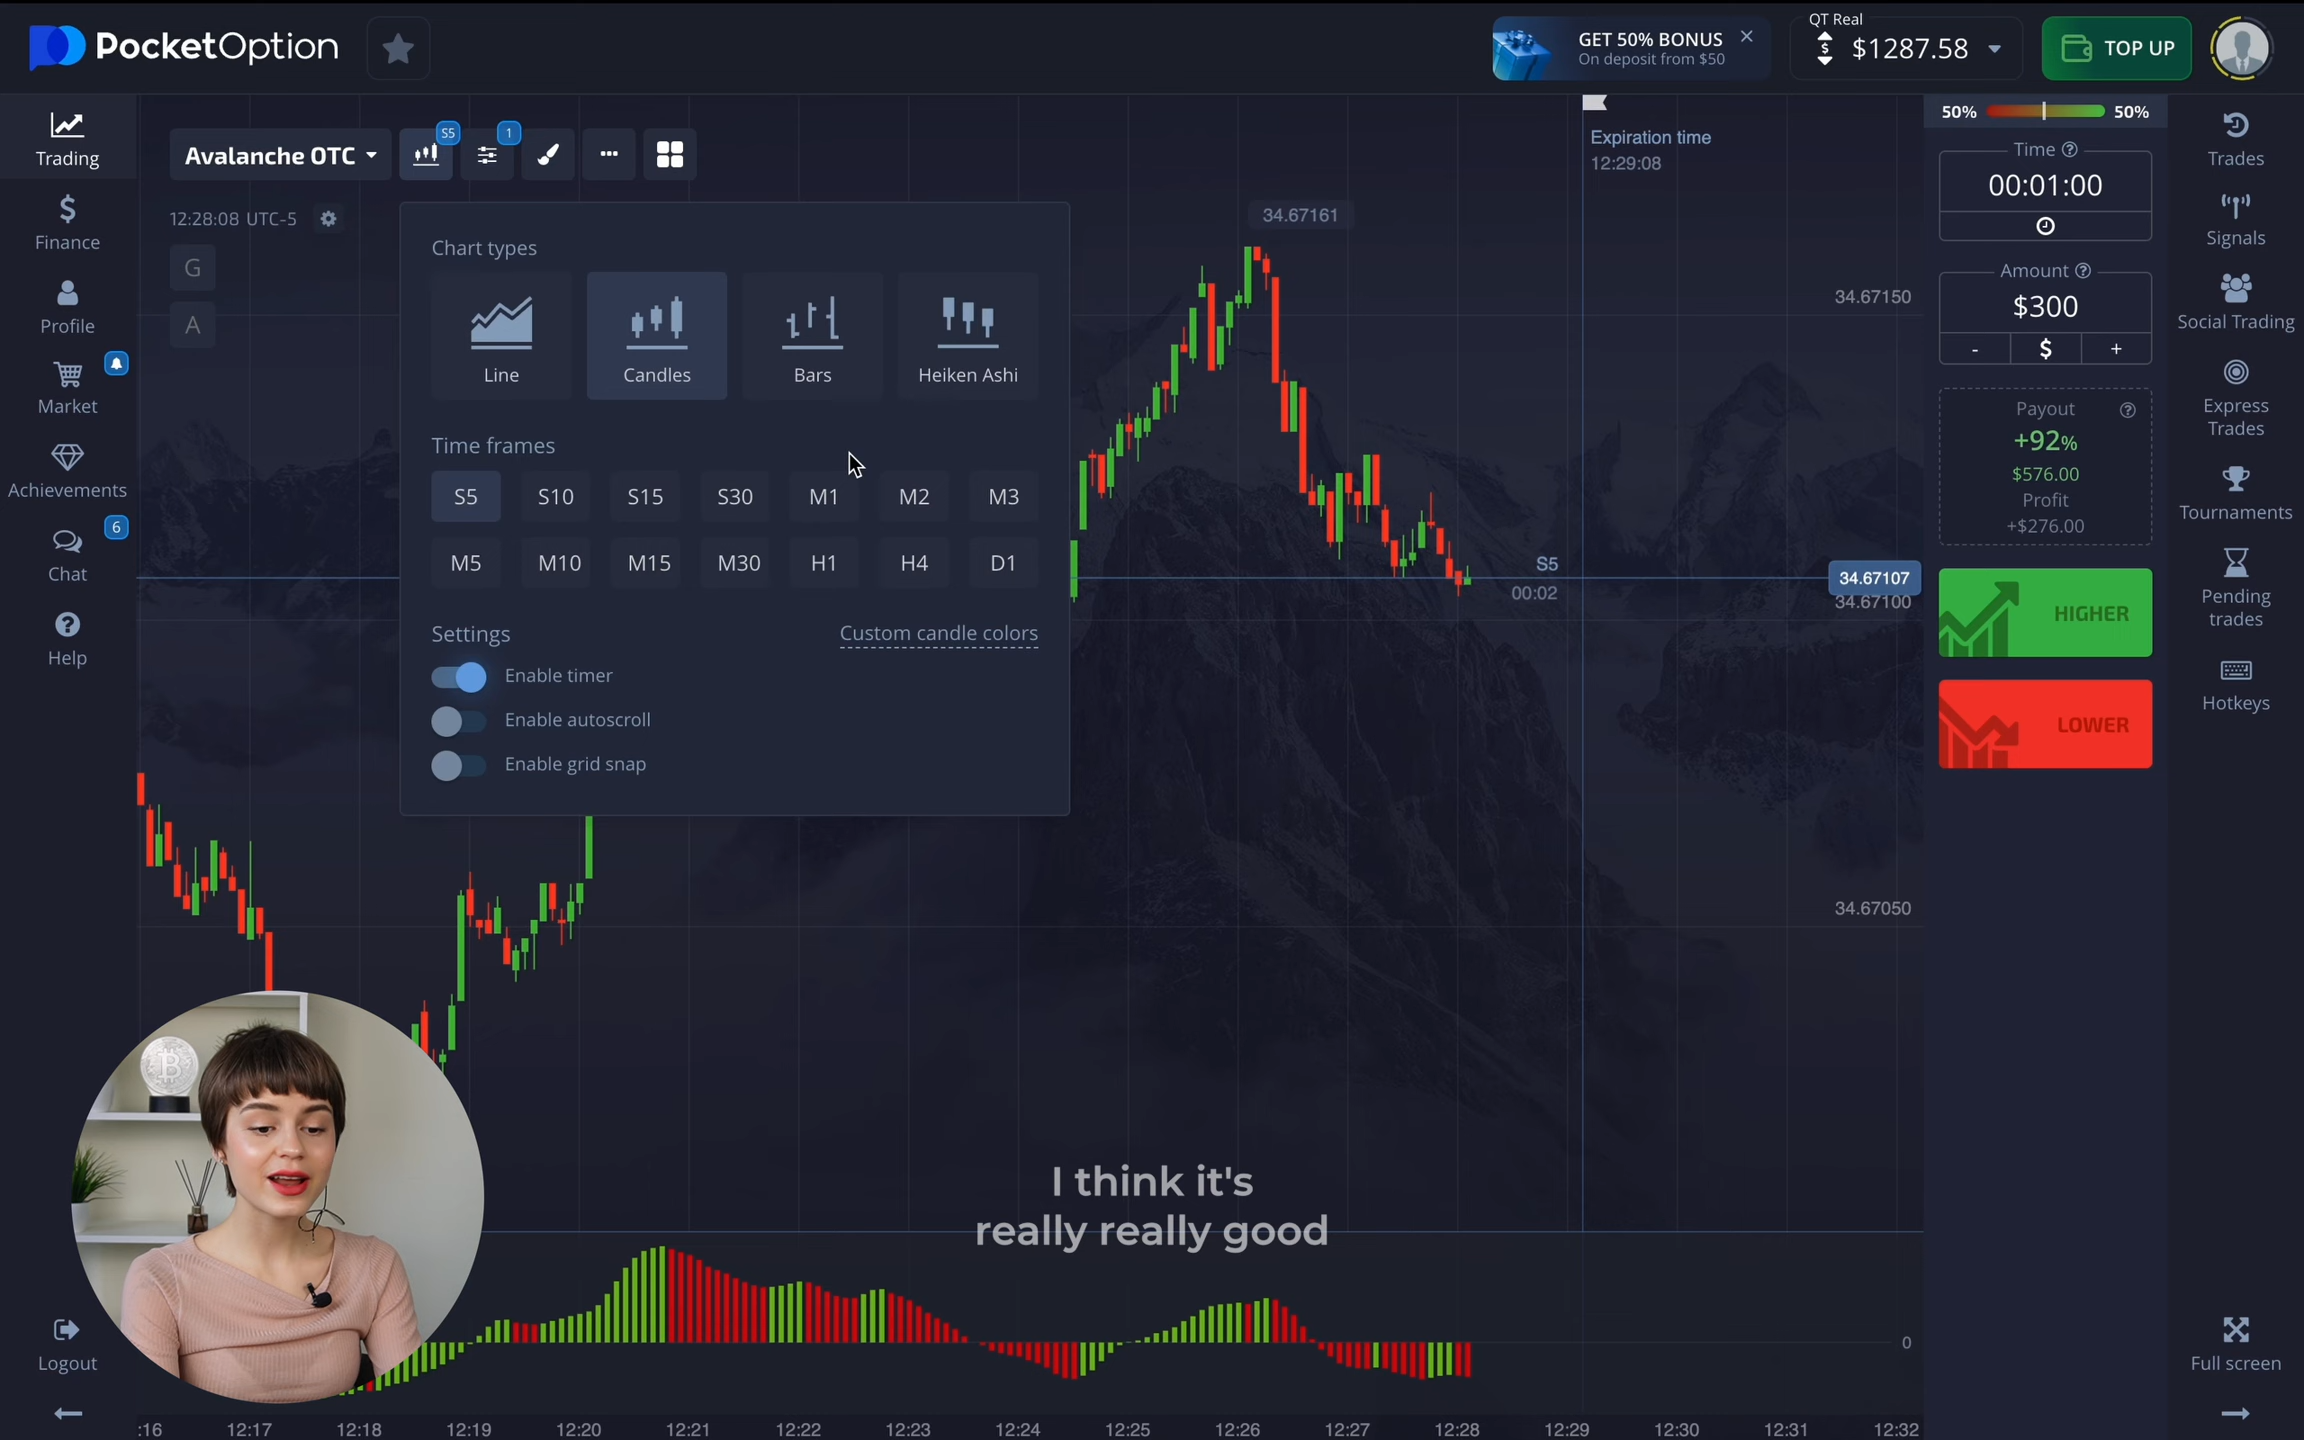 PocketOption
GET 50% BONUS
On deposit from $50
QT Real
$1287.58
TOP UP
Trading
Finance
Profile
Market
Achievements
6
Chat
Help
Logout
Avalanche OTC
S5
1
12:28:08 UTC-5
G
A
Chart types
Line
Candles
Bars
Heiken Ashi
Time frames
S5 S10 S15 S30 M1 M2 M3
M5 M10 M15 M30 H1 H4 D1
Settings
Custom candle colors
Enable timer
Enable autoscroll
Enable grid snap
34.67161
Expiration time
12:29:08
34.67150
S5
00:02
34.67107
34.67100
34.67050
0
I think it's
really really good
:16 12:17 12:18 12:19 12:20 12:21 12:22 12:23 12:24 12:25 12:26 12:27 12:28 12:29 12:30 12:31 12:32
50% 50%
Time
00:01:00
Amount
$300
- $ +
Payout
+92%
$576.00
Profit
+$276.00
HIGHER
LOWER
Trades
Signals
Social Trading
Express
Trades
Tournaments
Pending
trades
Hotkeys
Full screen